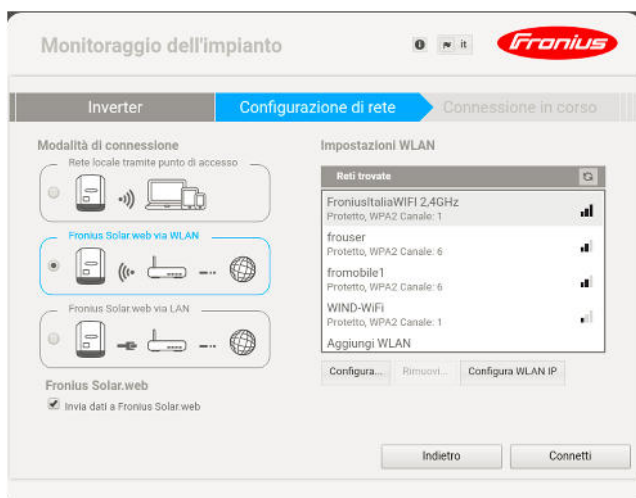 Monitoraggio dell'impianto
it
Fronius
Inverter
Configurazione di rete
Connessione in corso
Modalità di connessione
Rete locale tramite punto di accesso
Fronius Solar.web via WLAN
Fronius Solar.web via LAN
Fronius Solar.web
Invia dati a Fronius Solar.web
Impostazioni WLAN
Reti trovate
FroniusItaliaWIFI 2,4GHz
Protetto, WPA2 Canale: 1
frouser
Protetto, WPA2 Canale: 6
fromobile1
Protetto, WPA2 Canale: 6
WIND-WiFi
Protetto, WPA2 Canale: 1
Aggiungi WLAN
Configura...
Rimuovi...
Configura WLAN IP
Indietro
Connetti